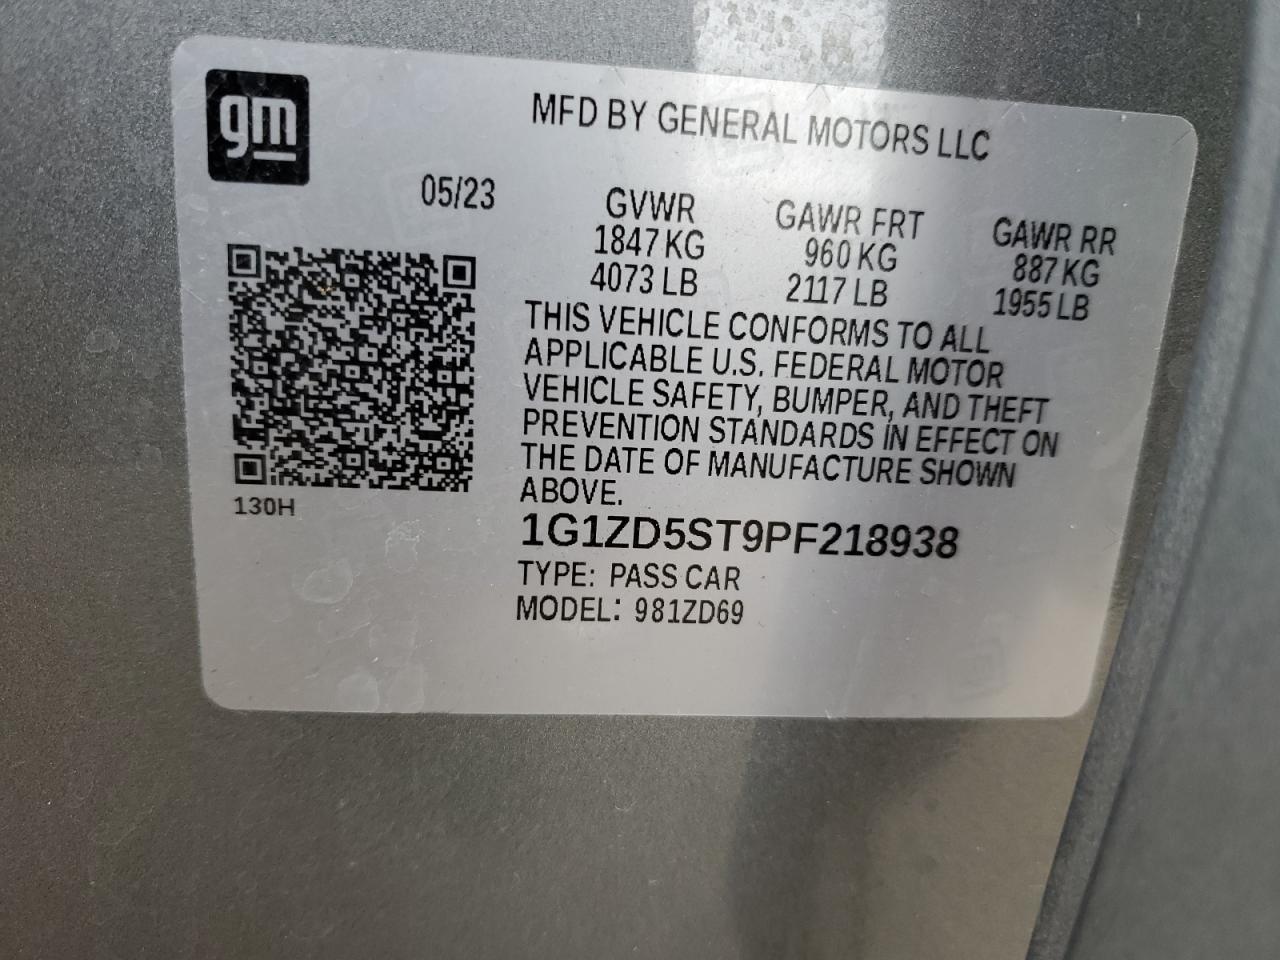 gm
MFD BY GENERAL MOTORS LLC
05/23
GVWR
1847 KG
4073 LB
GAWR FRT
960 KG
2117 LB
GAWR RR
887 KG
1955 LB
THIS VEHICLE CONFORMS TO ALL
APPLICABLE U.S. FEDERAL MOTOR
VEHICLE SAFETY, BUMPER, AND THEFT
PREVENTION STANDARDS IN EFFECT ON
THE DATE OF MANUFACTURE SHOWN
ABOVE.
130H
1G1ZD5ST9PF218938
TYPE: PASS CAR
MODEL: 981ZD69